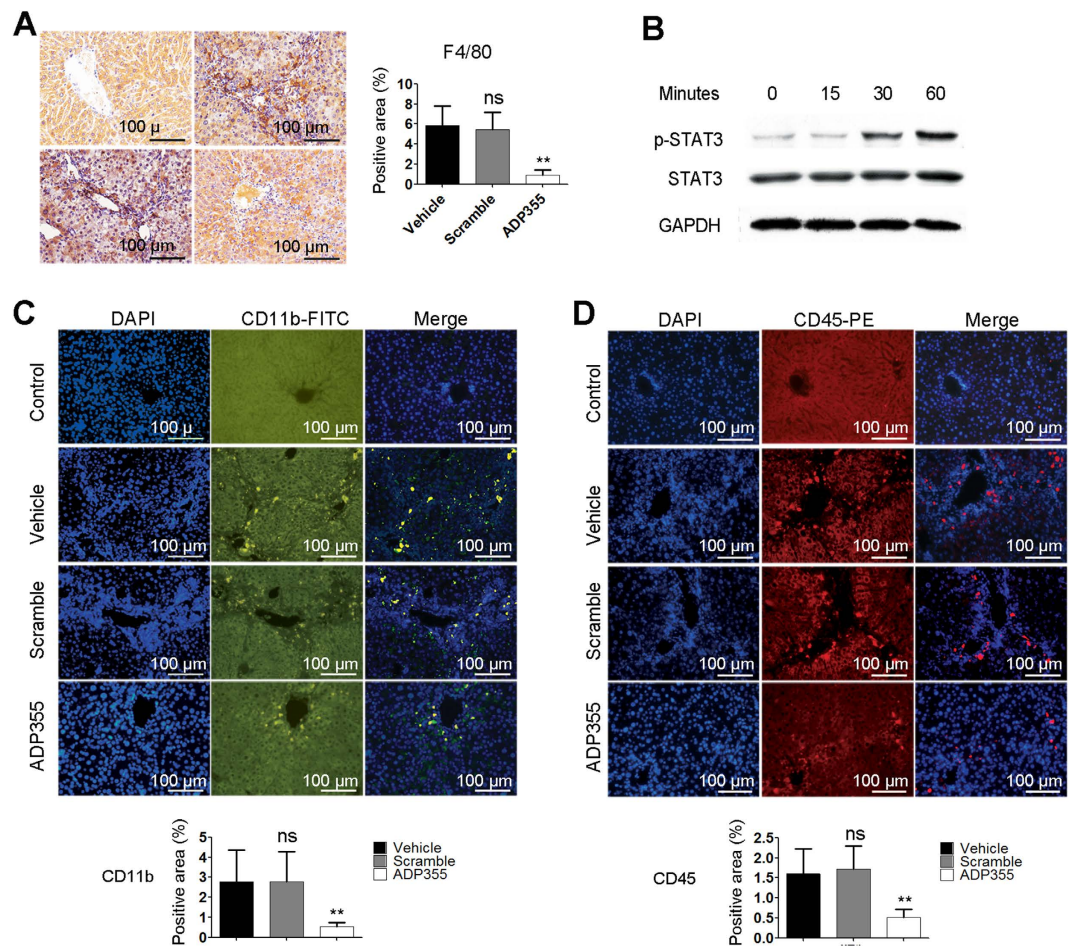 A
100 µ
100 µm
100 µm
100 µm
F4/80
Positive area (%)
10
8
6
4
2
0
ns
**
Vehicle
Scramble
ADP355
B
Minutes 0 15 30 60
p-STAT3
STAT3
GAPDH
C
DAPI CD11b-FITC Merge
Control
100 µ 100 µm 100 µm
Vehicle
100 µm 100 µm 100 µm
Scramble
100 µm 100 µm 100 µm
ADP355
100 µm 100 µm 100 µm
CD11b
Positive area (%)
5
4
3
2
1
0
ns
**
Vehicle
Scramble
ADP355
D
DAPI CD45-PE Merge
Control
100 µm 100 µm 100 µm
Vehicle
100 µm 100 µm 100 µm
Scramble
100 µm 100 µm 100 µm
ADP355
100 µm 100 µm 100 µm
CD45
Positive area (%)
2.5
2.0
1.5
1.0
0.5
0.0
ns
**
Vehicle
Scramble
ADP355